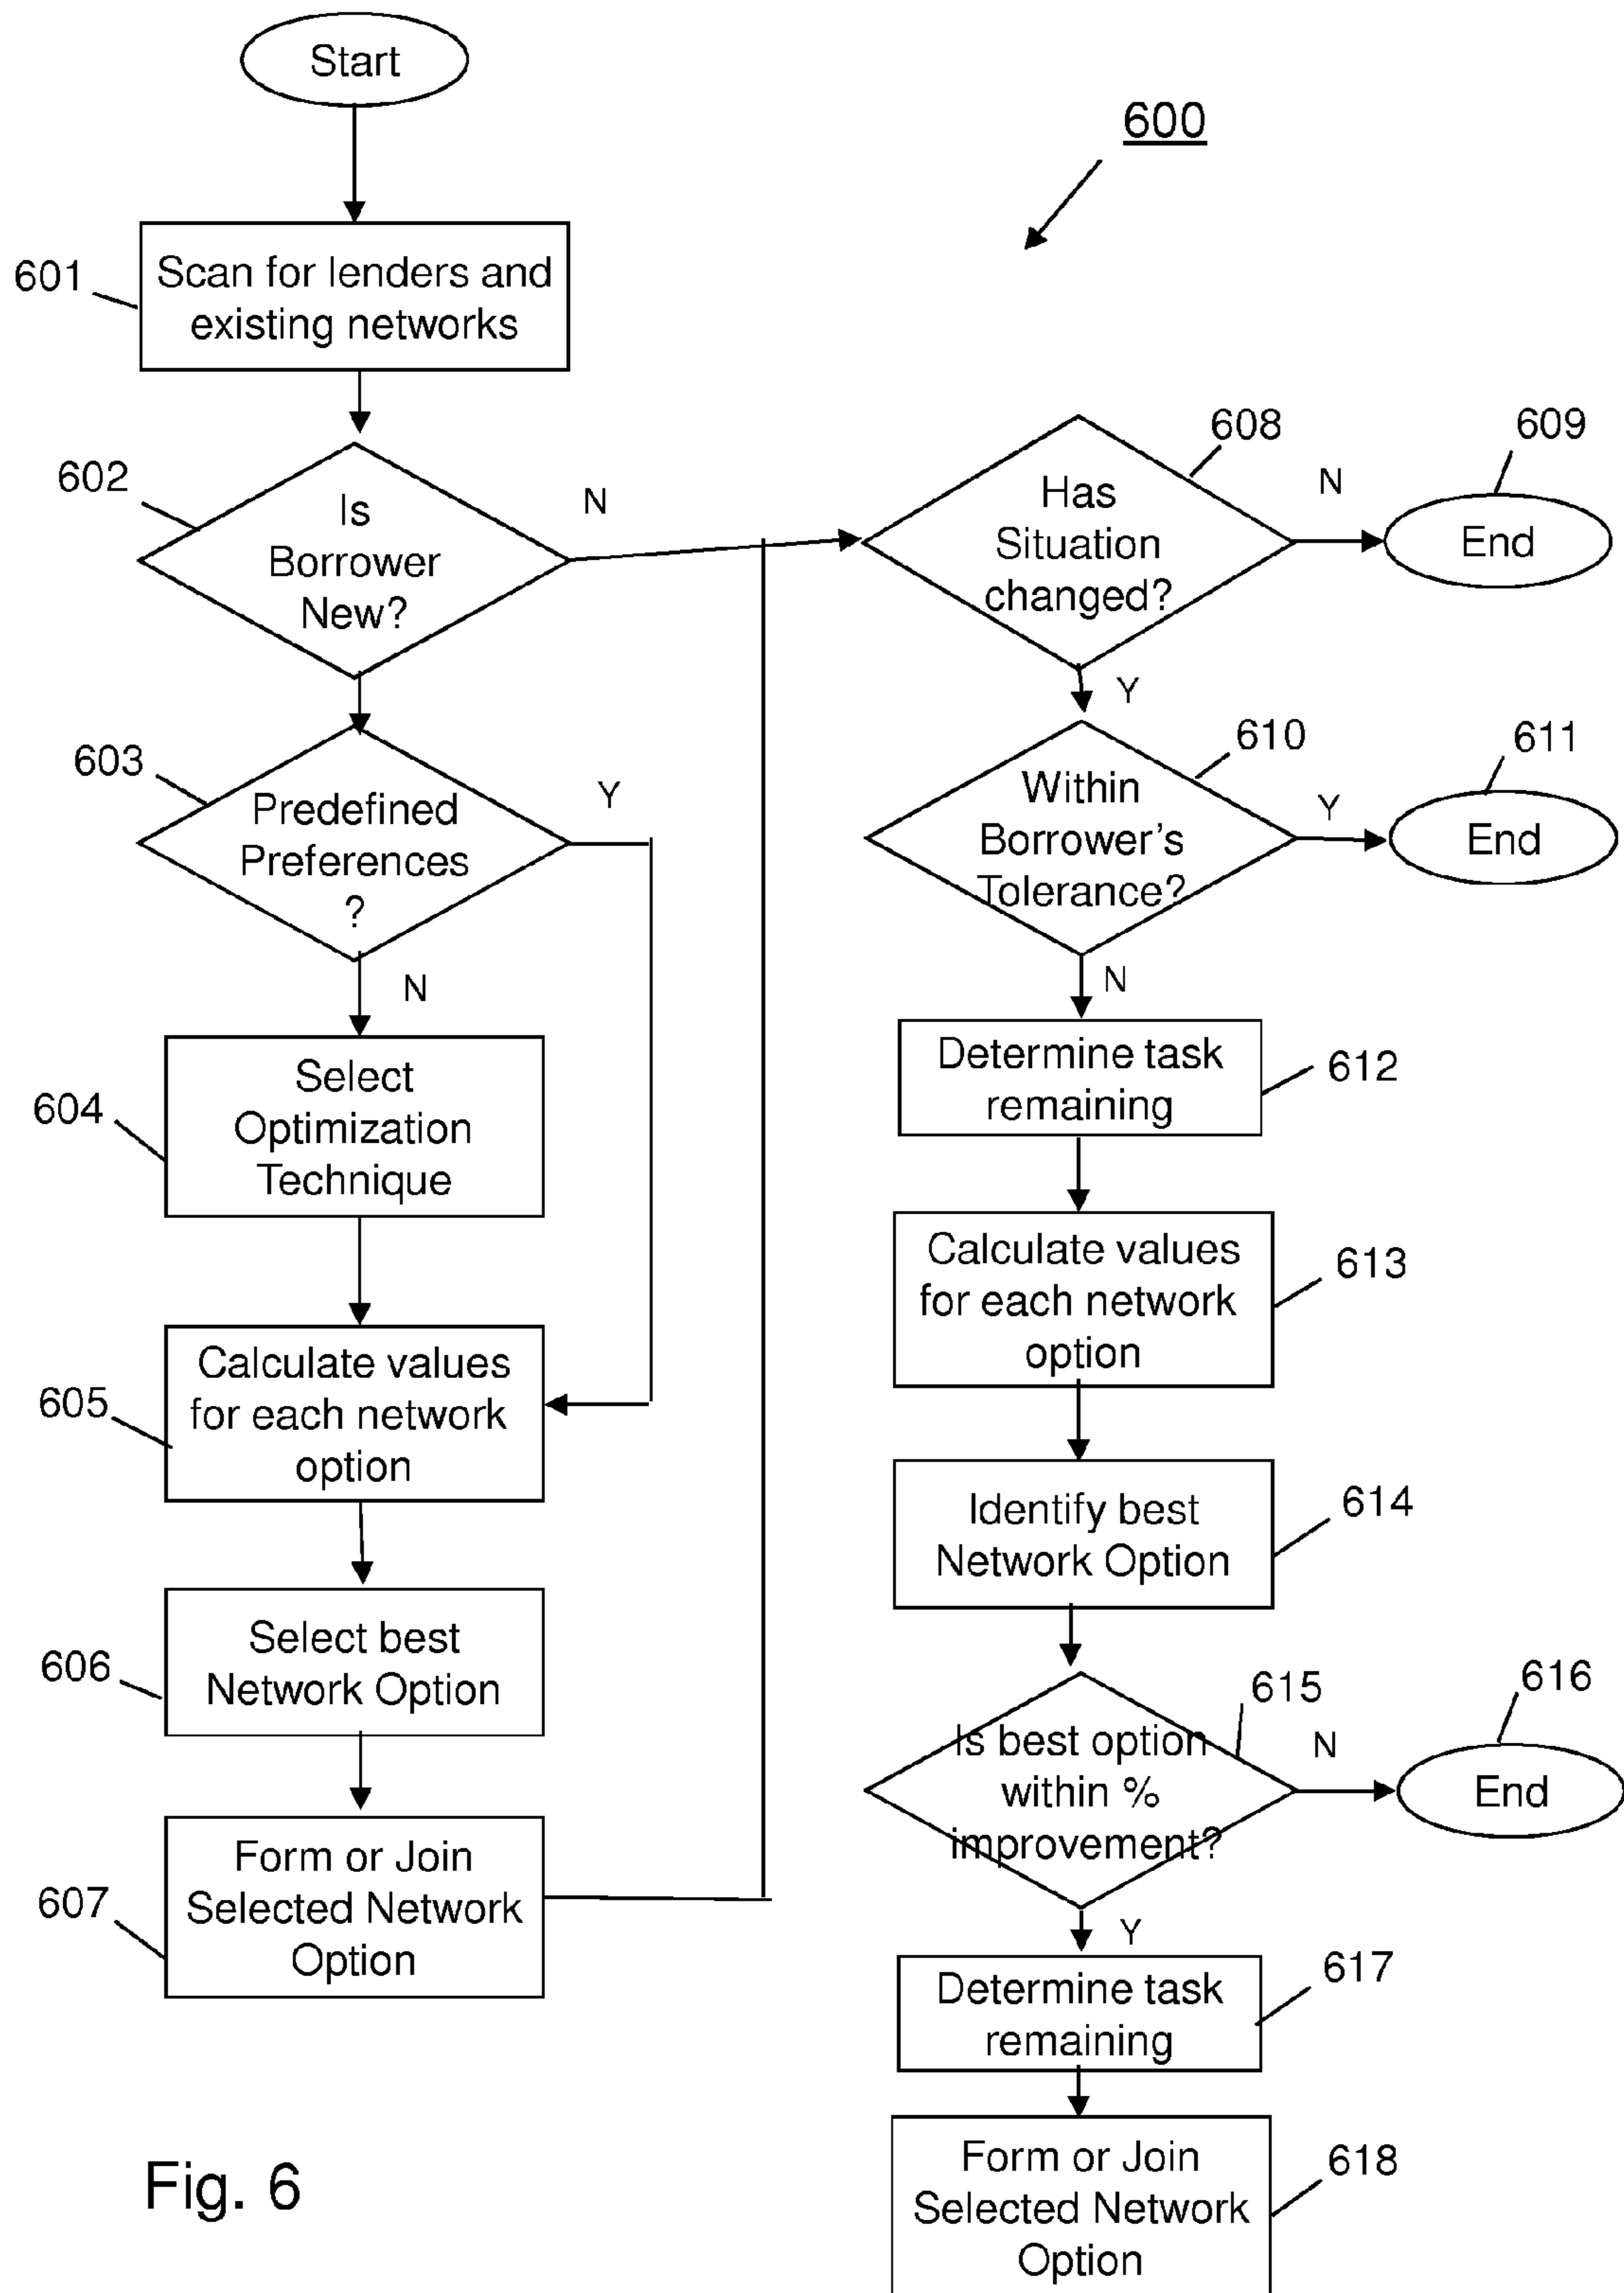 Start
600
601
Scan for lenders and
existing networks
602
Is
Borrower
New?
N
603
Predefined
Preferences
?
Y
N
604
Select
Optimization
Technique
605
Calculate values
for each network
option
606
Select best
Network Option
607
Form or Join
Selected Network
Option
608
Has
Situation
changed?
N
609
End
Y
610
Within
Borrower's
Tolerance?
Y
611
End
N
Determine task
remaining
612
Calculate values
for each network
option
613
Identify best
Network Option
614
615
Is best option
within %
improvement?
N
616
End
Y
Determine task
remaining
617
Form or Join
Selected Network
Option
618
Fig. 6